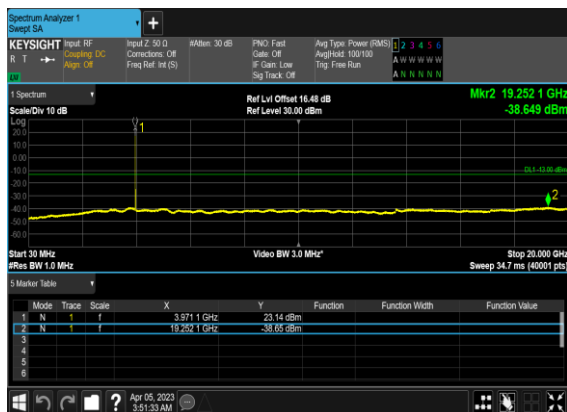 Spectrum Analyzer 1
Swept SA
KEYSIGHT Input: RF Input Z: 50 Ω #Atten: 30 dB PNO: Fast Avg Type: Power (RMS) 1 2 3 4 5 6
R T Coupling: DC Corrections: Off Gate: Off Avg|Hold: 100/100 A W W W W W
Align: Off Freq Ref: Int (S) IF Gain: Low Trig: Free Run
LV Sig Track: Off A N N N N N
1 Spectrum Ref Lvl Offset 16.48 dB Mkr2 19.252 1 GHz
Scale/Div 10 dB Ref Level 30.00 dBm -38.649 dBm
Log
1
20.0
10.0
0.00
-10.0
DL1 -13.00 dBm
-20.0
-30.0
2
-40.0
-50.0
-60.0
Start 30 MHz Video BW 3.0 MHz* Stop 20.000 GHz
#Res BW 1.0 MHz Sweep 34.7 ms (40001 pts)
5 Marker Table
Mode Trace Scale X Y Function Function Width Function Value
1 N 1 f 3.971 1 GHz 23.14 dBm
2 N 1 f 19.252 1 GHz -38.65 dBm
3
4
5
6
? Apr 05, 2023
3:51:33 AM